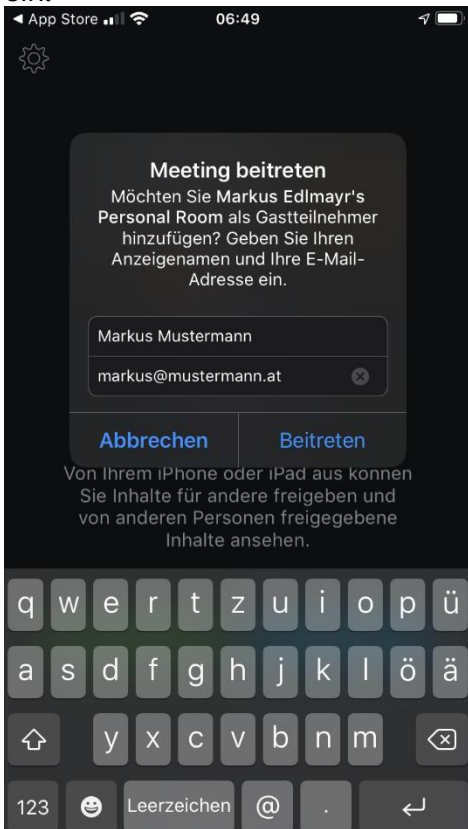 ◀ App Store 06:49
Meeting beitreten
Möchten Sie Markus Edlmayr's
Personal Room als Gastteilnehmer
hinzufügen? Geben Sie Ihren
Anzeigenamen und Ihre E-Mail-
Adresse ein.
Markus Mustermann
markus@mustermann.at
Abbrechen Beitreten
Von Ihrem iPhone oder iPad aus können
Sie Inhalte für andere freigeben und
von anderen Personen freigegebene
Inhalte ansehen.
q w e r t z u i o p ü
a s d f g h j k l ö ä
y x c v b n m
123 Leerzeichen @ .